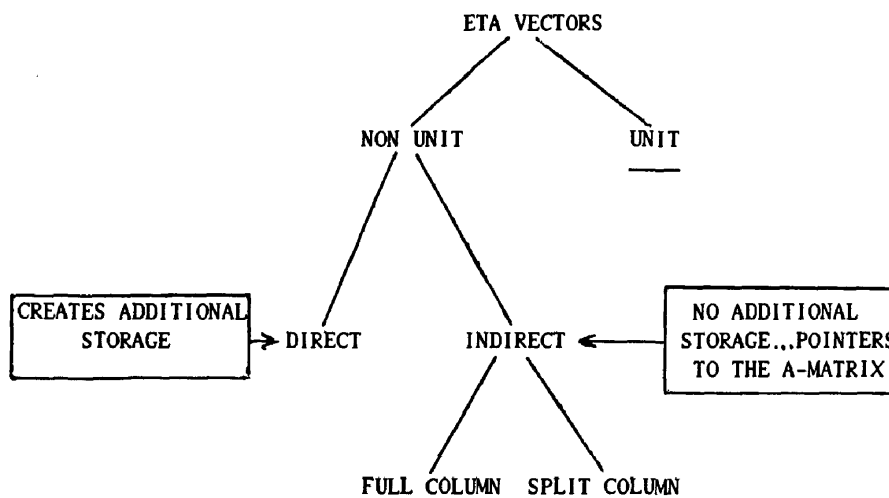 ETA VECTORS
NON UNIT
UNIT
CREATES ADDITIONAL
STORAGE
DIRECT
INDIRECT
NO ADDITIONAL
STORAGE...POINTERS
TO THE A-MATRIX
FULL COLUMN
SPLIT COLUMN